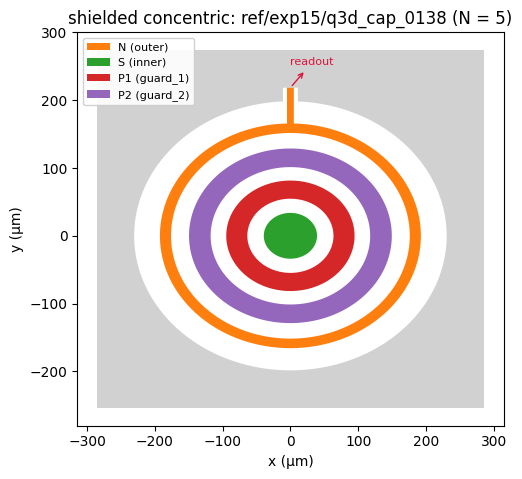 shielded concentric: ref/exp15/q3d_cap_0138 (N = 5)
N (outer)
S (inner)
P1 (guard_1)
P2 (guard_2)
readout
300
200
100
0
−100
−200
y (μm)
−300 −200 −100 0 100 200 300
x (μm)